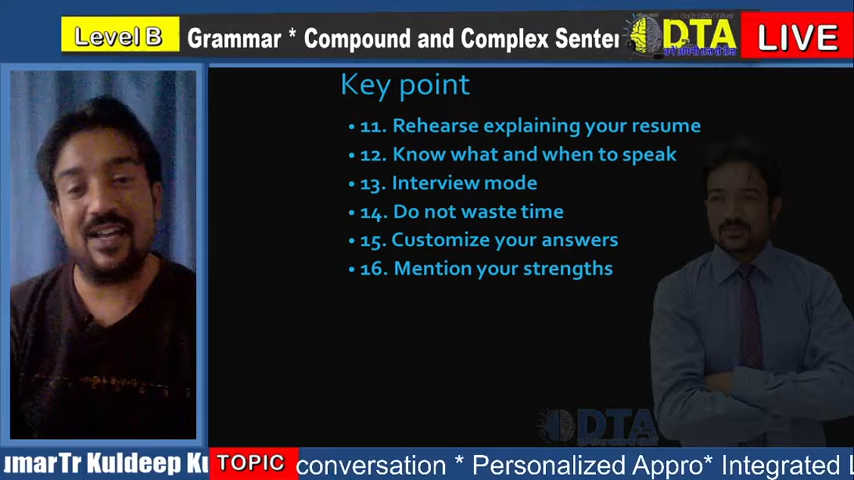 Level B
Grammar * Compound and Complex Senter
DTA
LIVE
Key point
• 11. Rehearse explaining your resume
• 12. Know what and when to speak
• 13. Interview mode
• 14. Do not waste time
• 15. Customize your answers
• 16. Mention your strengths
DTA
umarTr Kuldeep Ku
TOPIC
conversation * Personalized Appro* Integrated L